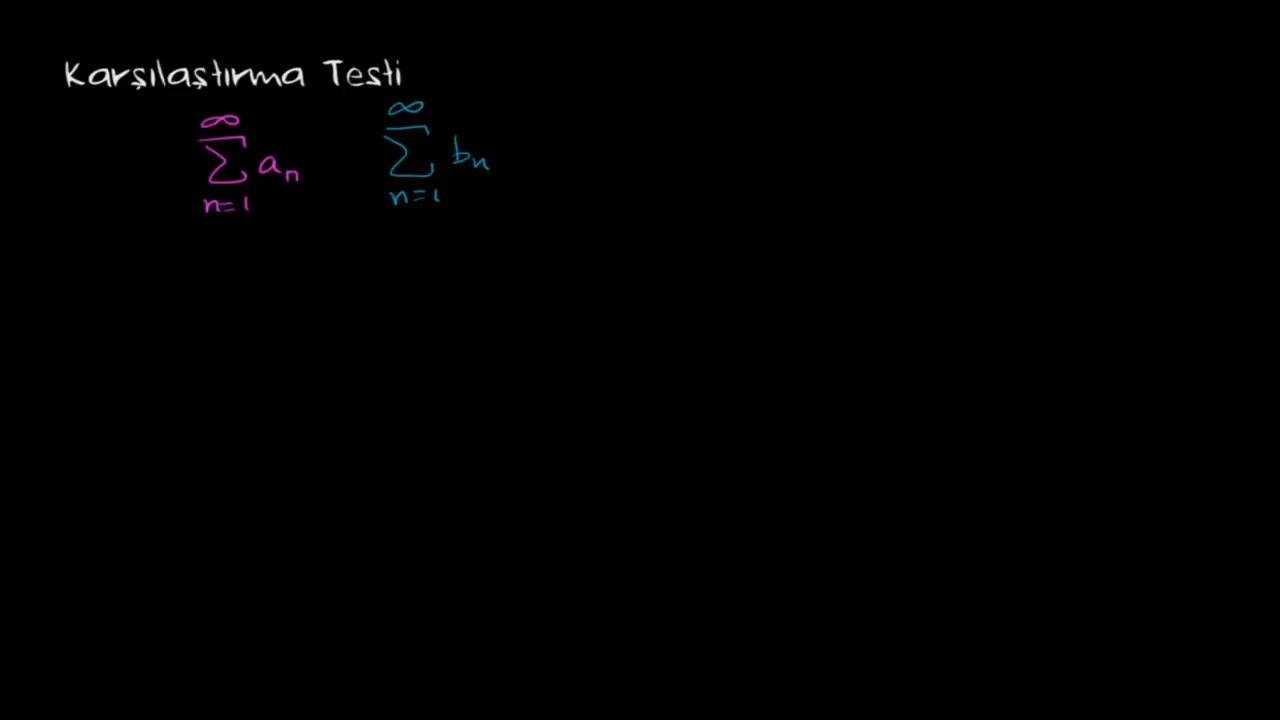 Karşılaştırma Testi
∞ ∞
∑ aₙ ∑ bₙ
n=1 n=1